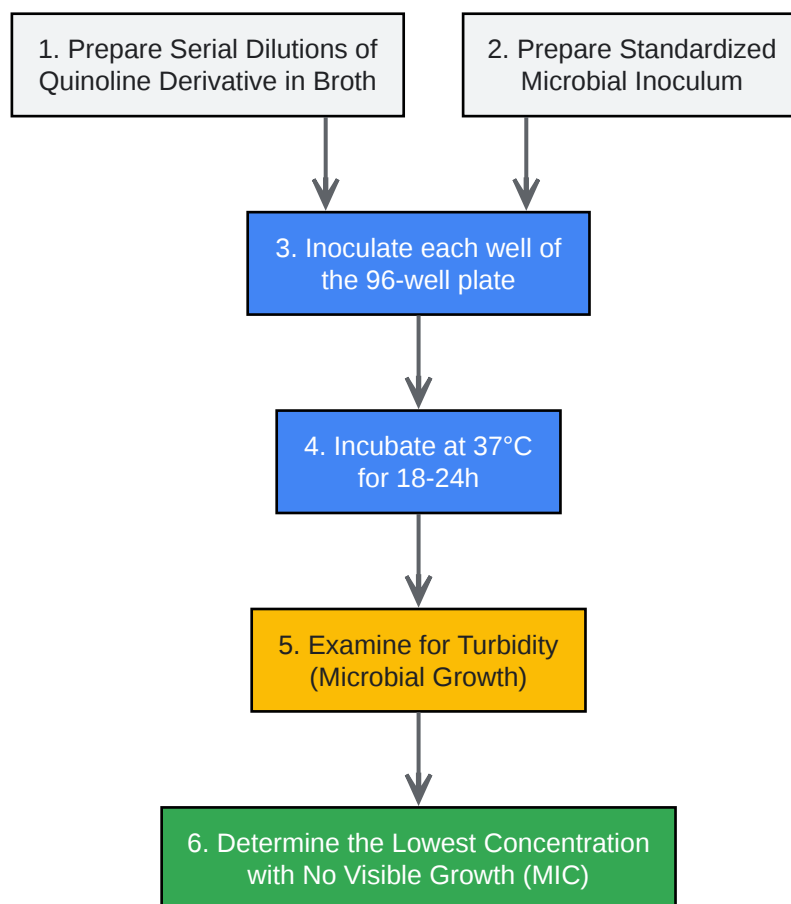 1. Prepare Serial Dilutions of
Quinoline Derivative in Broth
2. Prepare Standardized
Microbial Inoculum
3. Inoculate each well of
the 96-well plate
4. Incubate at 37°C
for 18-24h
5. Examine for Turbidity
(Microbial Growth)
6. Determine the Lowest Concentration
with No Visible Growth (MIC)